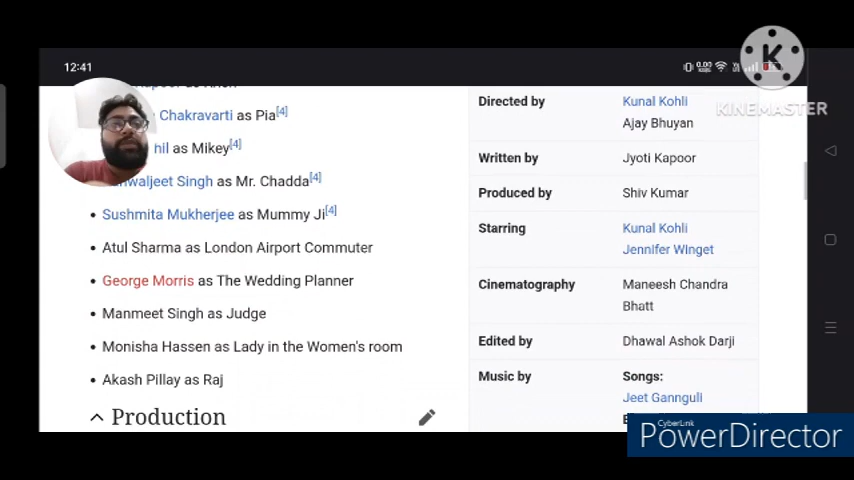 12:41
0.00
KINEMASTER
Chakravarti as Pia[4]
hil as Mikey[4]
nwaljeet Singh as Mr. Chadda[4]
Sushmita Mukherjee as Mummy Ji[4]
Atul Sharma as London Airport Commuter
George Morris as The Wedding Planner
Manmeet Singh as Judge
Monisha Hassen as Lady in the Women's room
Akash Pillay as Raj
Production
Directed by Kunal Kohli
Ajay Bhuyan
Written by Jyoti Kapoor
Produced by Shiv Kumar
Starring Kunal Kohli
Jennifer Winget
Cinematography Maneesh Chandra
Bhatt
Edited by Dhawal Ashok Darji
Music by Songs:
Jeet Gannguli
CyberLink
PowerDirector